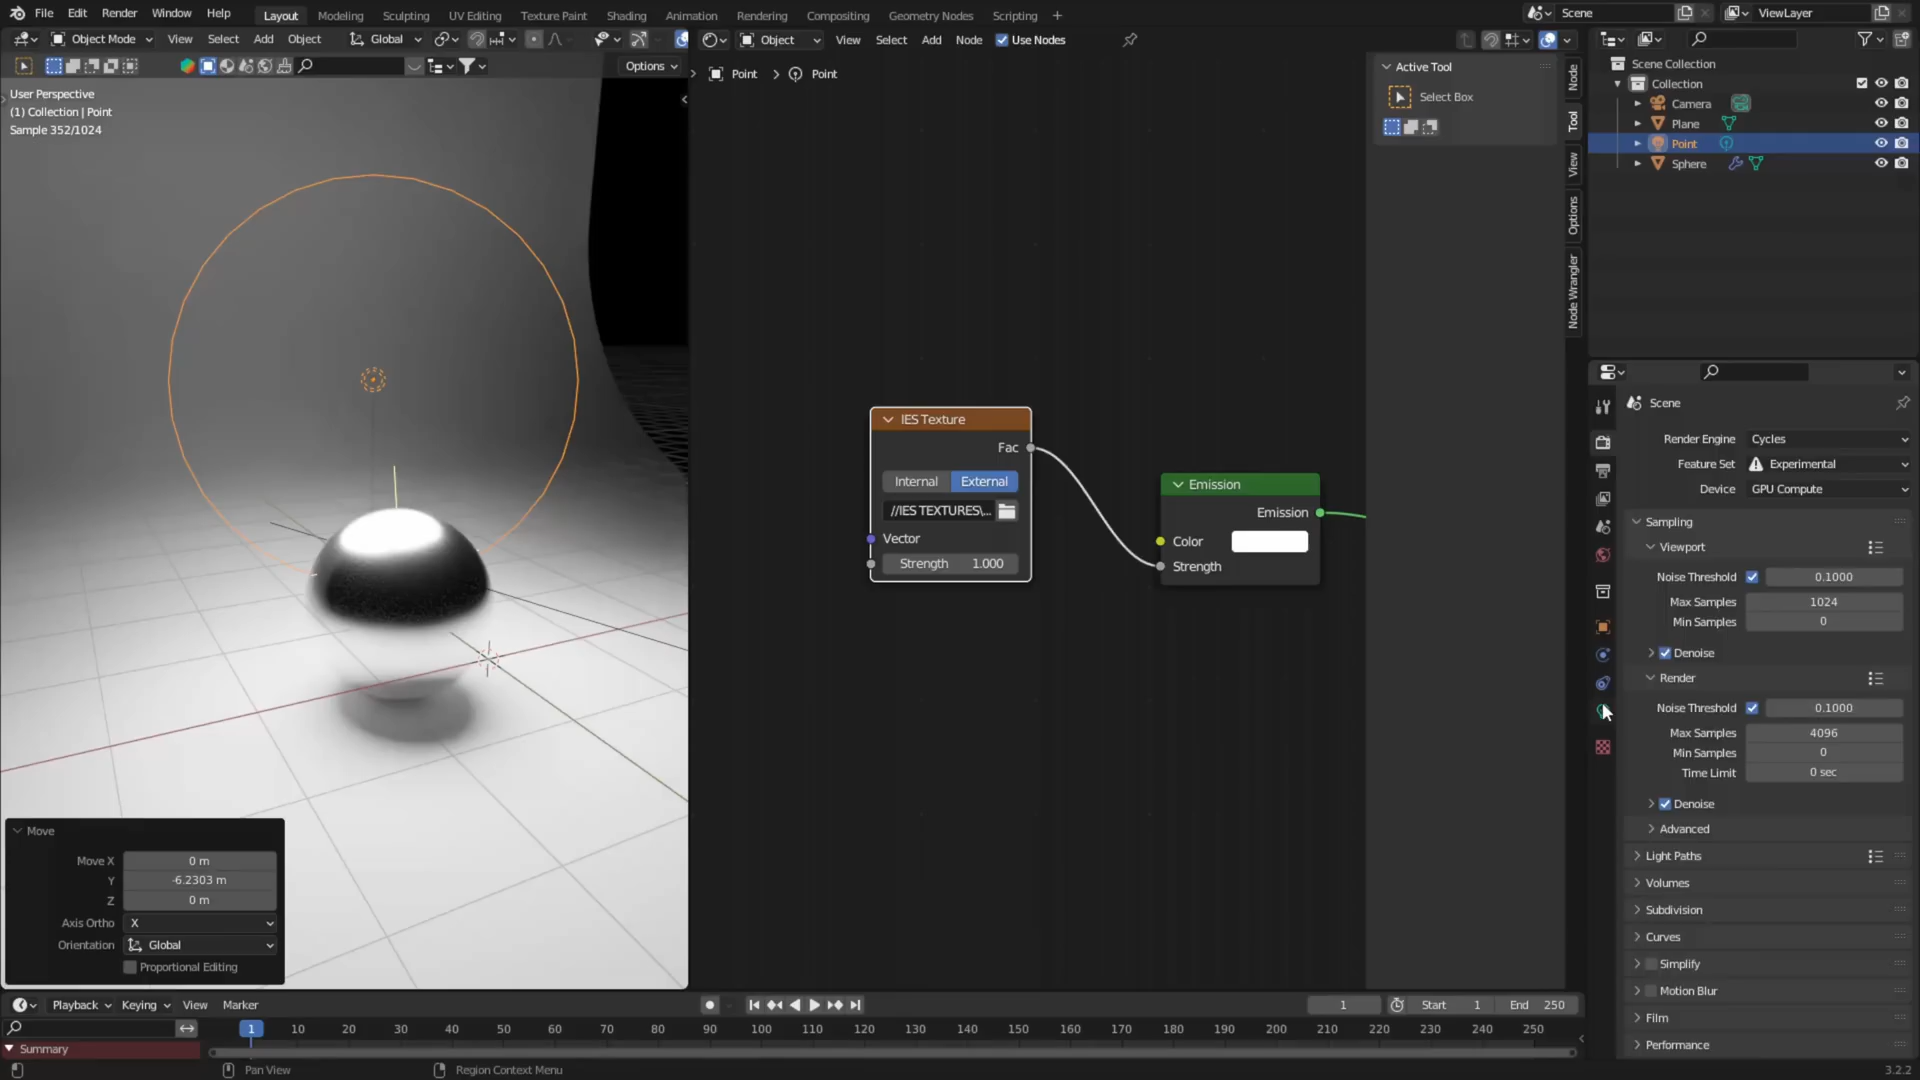 File Edit Render Window Help
Layout Modeling Sculpting UV Editing Texture Paint Shading Animation Rendering Compositing Geometry Nodes Scripting
Scene
ViewLayer
Object Mode View Select Add Object Global
Object View Select Add Node Use Nodes
Options
User Perspective
(1) Collection | Point
Sample 352/1024
Point Point
Active Tool
Select Box
Node
Tool
View
Options
Node Wrangler
Scene Collection
Collection
Camera
Plane
Point
Sphere
IES Texture
Fac
Internal External
//IES TEXTURES\...
Vector
Strength 1.000
Emission
Emission
Color
Strength
Scene
Render Engine Cycles
Feature Set Experimental
Device GPU Compute
Sampling
Viewport
Noise Threshold 0.1000
Max Samples 1024
Min Samples 0
Denoise
Render
Noise Threshold 0.1000
Max Samples 4096
Min Samples 0
Time Limit 0 sec
Denoise
Advanced
Light Paths
Volumes
Subdivision
Curves
Simplify
Motion Blur
Film
Performance
Move
Move X 0 m
Y -6.2303 m
Z 0 m
Axis Ortho X
Orientation Global
Proportional Editing
Playback Keying View Marker
1 Start 1 End 250
1 10 20 30 40 50 60 70 80 90 100 110 120 130 140 150 160 170 180 190 200 210 220 230 240 250
Summary
Pan View Region Context Menu 3.2.2